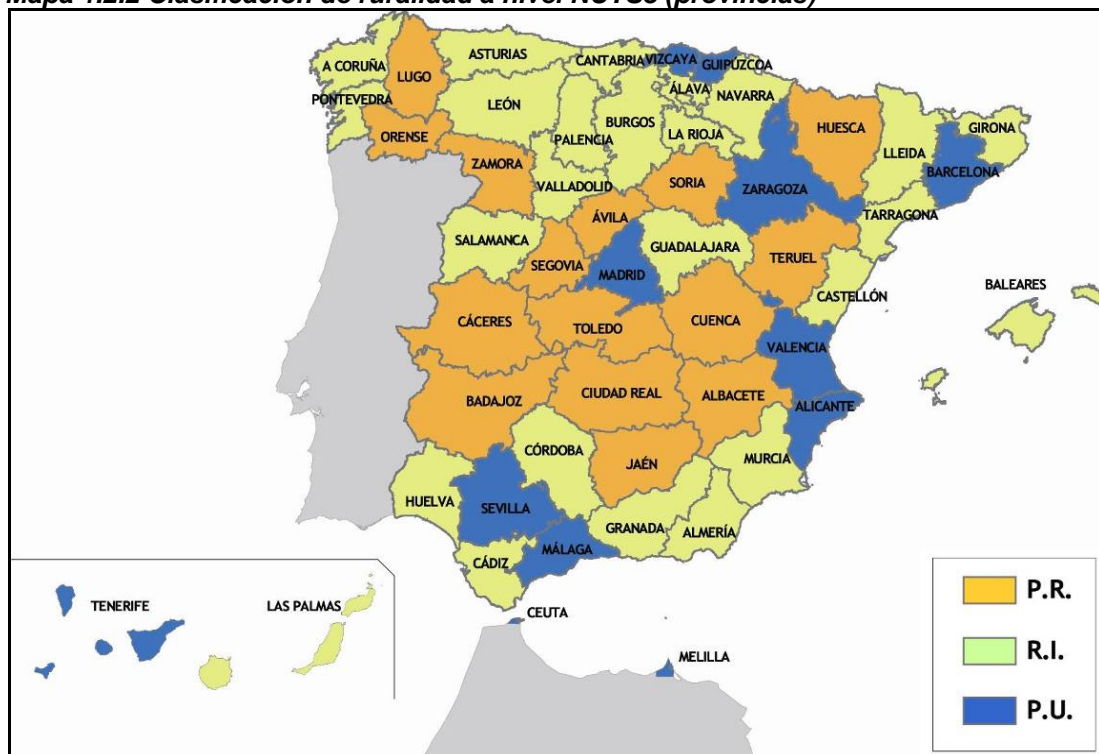 Mapa 4.2.2 Clasificación de ruralidad a nivel NUTS3 (provincias)
A CORUÑA
LUGO
ASTURIAS
CANTABRIA
VIZCAYA
GUIPÚZCOA
PONTEVEDRA
ORENSE
LEÓN
PALENCIA
BURGOS
ÁLAVA
NAVARRA
LA RIOJA
HUESCA
LLEIDA
GIRONA
BARCELONA
ZAMORA
VALLADOLID
SORIA
ZARAGOZA
TARRAGONA
SALAMANCA
ÁVILA
SEGOVIA
MADRID
GUADALAJARA
TERUEL
CASTELLÓN
BALEARES
CÁCERES
TOLEDO
CUENCA
VALENCIA
BADAJOZ
CIUDAD REAL
ALBACETE
ALICANTE
CÓRDOBA
JAÉN
MURCIA
HUELVA
SEVILLA
GRANADA
ALMERÍA
CÁDIZ
MÁLAGA
CEUTA
MELILLA
TENERIFE
LAS PALMAS
P.R.
R.I.
P.U.